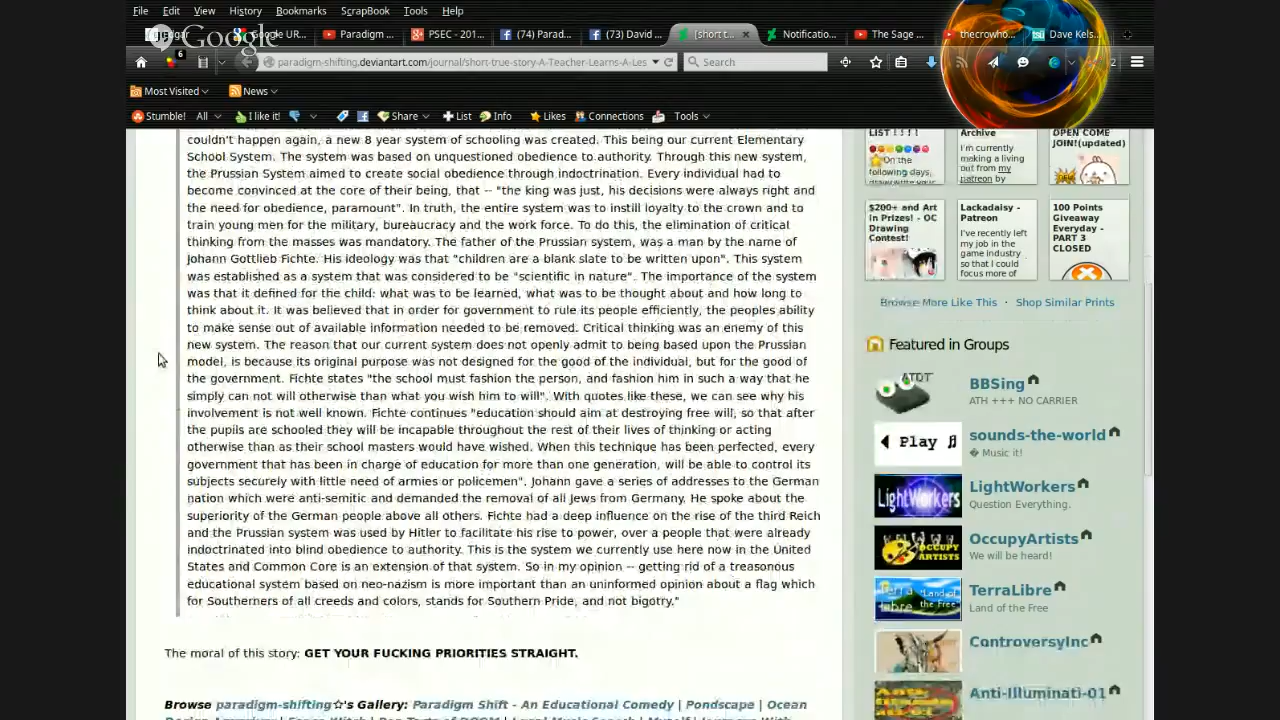 File Edit View History Bookmarks ScrapBook Tools Help
Google
Google UR...
Paradigm ...
PSEC - 201...
(74) Parad...
(73) David ...
[short t...
Notificatio...
The Sage ...
thecrowho...
Dave Kels...
6
paradigm-shifting.deviantart.com/journal/short-true-story-A-Teacher-Learns-A-Les
Search
Most Visited
News
Stumble! All I like it! Share List Info Likes Connections Tools
couldn't happen again, a new 8 year system of schooling was created. This being our current Elementary
School System. The system was based on unquestioned obedience to authority. Through this new system,
the Prussian System aimed to create social obedience through indoctrination. Every individual had to
become convinced at the core of their being, that -- "the king was just, his decisions were always right and
the need for obedience, paramount". In truth, the entire system was to instill loyalty to the crown and to
train young men for the military, bureaucracy and the work force. To do this, the elimination of critical
thinking from the masses was mandatory. The father of the Prussian system, was a man by the name of
Johann Gottlieb Fichte. His ideology was that "children are a blank slate to be written upon". This system
was established as a system that was considered to be "scientific in nature". The importance of the system
was that it defined for the child: what was to be learned, what was to be thought about and how long to
think about it. It was believed that in order for government to rule its people efficiently, the peoples ability
to make sense out of available information needed to be removed. Critical thinking was an enemy of this
new system. The reason that our current system does not openly admit to being based upon the Prussian
model, is because its original purpose was not designed for the good of the individual, but for the good of
the government. Fichte states "the school must fashion the person, and fashion him in such a way that he
simply can not will otherwise than what you wish him to will". With quotes like these, we can see why his
involvement is not well known. Fichte continues "education should aim at destroying free will, so that after
the pupils are schooled they will be incapable throughout the rest of their lives of thinking or acting
otherwise than as their school masters would have wished. When this technique has been perfected, every
government that has been in charge of education for more than one generation, will be able to control its
subjects securely with little need of armies or policemen". Johann gave a series of addresses to the German
nation which were anti-semitic and demanded the removal of all Jews from Germany. He spoke about the
superiority of the German people above all others. Fichte had a deep influence on the rise of the third Reich
and the Prussian system was used by Hitler to facilitate his rise to power, over a people that were already
indoctrinated into blind obedience to authority. This is the system we currently use here now in the United
States and Common Core is an extension of that system. So in my opinion -- getting rid of a treasonous
educational system based on neo-nazism is more important than an uninformed opinion about a flag which
for Southerners of all creeds and colors, stands for Southern Pride, and not bigotry."
The moral of this story: GET YOUR FUCKING PRIORITIES STRAIGHT.
Browse paradigm-shifting☆'s Gallery: Paradigm Shift - An Educational Comedy | Pondscape | Ocean
LIST ! ! ! !
On the
following days,
Archive
I'm currently
making a living
out from my
patreon by
OPEN COME
JOIN!(updated)
$200+ and Art
in Prizes! - OC
Drawing
Contest!
Lackadaisy -
Patreon
I've recently left
my job in the
game industry
so that I could
focus more of
100 Points
Giveaway
Everyday -
PART 3
CLOSED
Browse More Like This · Shop Similar Prints
Featured in Groups
ATDT
BBSing
ATH +++ NO CARRIER
Play
sounds-the-world
� Music it!
LightWorkers
LightWorkers
Question Everything.
OCCUPY
ARTISTS
OccupyArtists
We will be heard!
Terra
Libre
"Land of
the Free"
TerraLibre
Land of the Free
ControversyInc
Anti-Illuminati-01